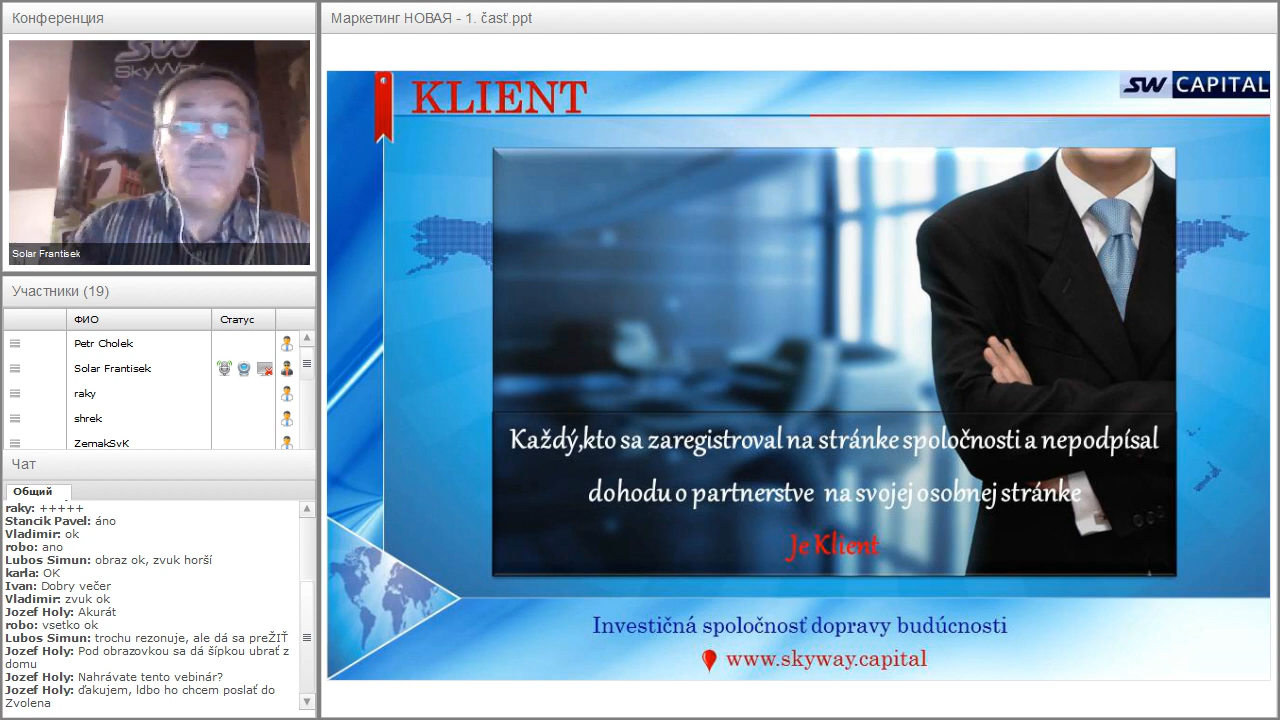 Конференция
SW
SkyWay
Solar Frantisek
Участники (19)
ФИО
Статус
Petr Cholek
Solar Frantisek
raky
shrek
ZemakSvK
Чат
Общий
raky: +++++
Stancik Pavel: áno
Vladimir: ok
robo: ano
Lubos Simun: obraz ok, zvuk horší
karla: OK
Ivan: Dobry večer
Vladimir: zvuk ok
Jozef Holy: Akurát
robo: vsetko ok
Lubos Simun: trochu rezonuje, ale dá sa preŽIŤ
Jozef Holy: Pod obrazovkou sa dá šípkou ubrať z
domu
Jozef Holy: Nahrávate tento vebinár?
Jozef Holy: ďakujem, ldbo ho chcem poslať do
Zvolena
Маркетинг НОВАЯ - 1. časť.ppt
KLIENT
SW CAPITAL
Každý,kto sa zaregistroval na stránke spoločnosti a nepodpísal
dohodu o partnerstve na svojej osobnej stránke
Je Klient
Investičná spoločnosť dopravy budúcnosti
www.skyway.capital